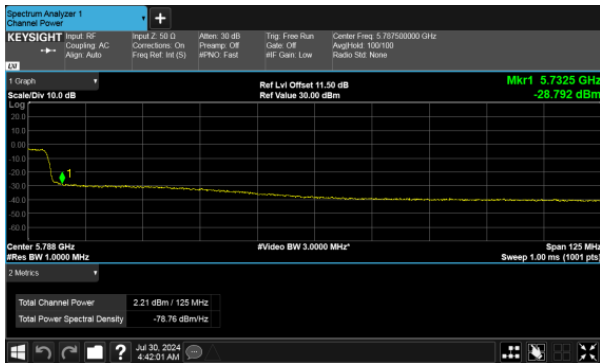 Spectrum Analyzer 1
Channel Power
+
KEYSIGHT
Input: RF
Coupling: AC
Align: Auto
Input Z: 50 Ω
Corrections: On
Freq Ref: Int (S)
Atten: 30 dB
Preamp: Off
#PNO: Fast
Trig: Free Run
Gate: Off
#IF Gain: Low
Center Freq: 5.787500000 GHz
Avg|Hold: 100/100
Radio Std: None
LXI
1 Graph
Scale/Div 10.0 dB
Ref Lvl Offset 11.50 dB
Ref Value 30.00 dBm
Mkr1 5.7325 GHz
-28.792 dBm
Log
20.0
10.0
0.00
-10.0
-20.0
-30.0
-40.0
-50.0
-60.0
1
Center 5.788 GHz
#Res BW 1.0000 MHz
#Video BW 3.0000 MHz*
Span 125 MHz
Sweep 1.00 ms (1001 pts)
2 Metrics
Total Channel Power 2.21 dBm / 125 MHz
Total Power Spectral Density -78.76 dBm/Hz
?
Jul 30, 2024
4:42:01 AM